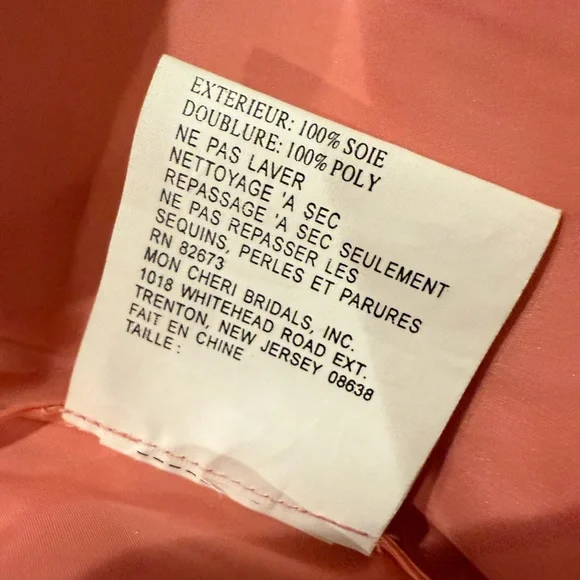 EXTERIEUR: 100% SOIE
DOUBLURE: 100% POLY
NE PAS LAVER
NETTOYAGE 'A SEC
REPASSAGE 'A SEC SEULEMENT
NE PAS REPASSER LES
SEQUINS, PERLES ET PARURES
RN 82673
MON CHERI BRIDALS, INC.
1018 WHITEHEAD ROAD EXT.
TRENTON, NEW JERSEY 08638
FAIT EN CHINE
TAILLE :